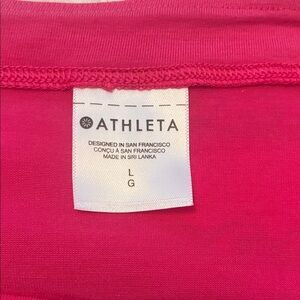 ATHLETA
DESIGNED IN SAN FRANCISCO
CONÇU À SAN FRANCISCO
MADE IN SRI LANKA
L
G